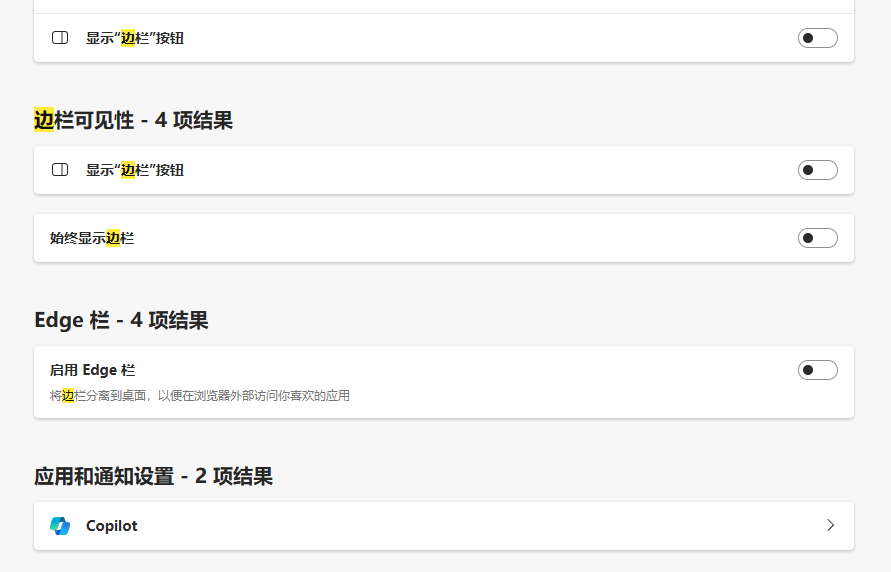 显示“边栏”按钮
边栏可见性 - 4 项结果
显示“边栏”按钮
始终显示边栏
Edge 栏 - 4 项结果
启用 Edge 栏
将边栏分离到桌面，以便在浏览器外部访问你喜欢的应用
应用和通知设置 - 2 项结果
Copilot